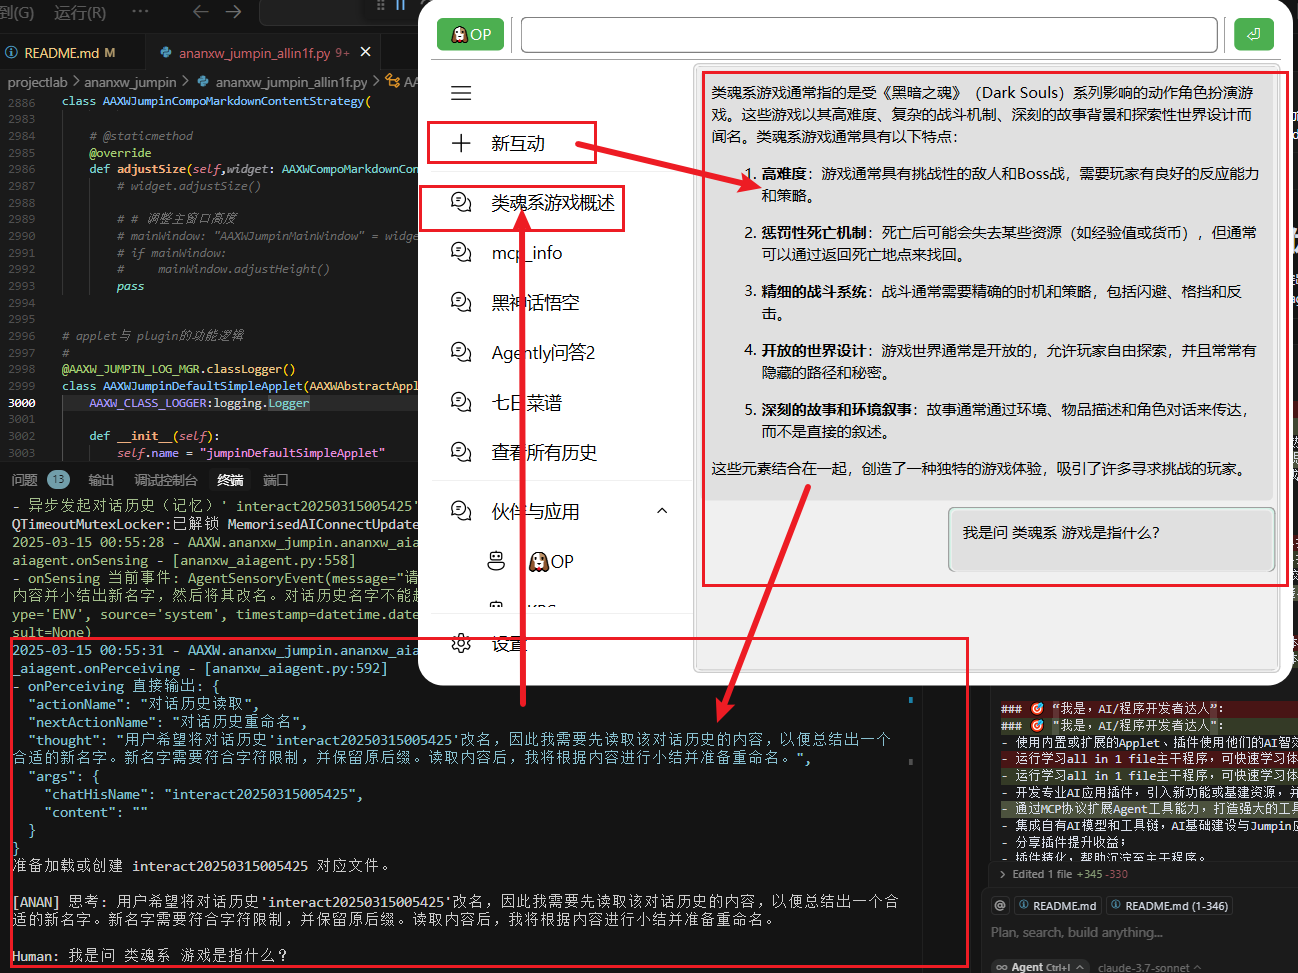 到(G) 运行(R) ···
README.md M
ananxw_jumpin_allin1f.py 9+
projectlab > ananxw_jumpin > ananxw_jumpin_allin1f.py >
2886 class AAXWJumpinCompoMarkdownContentStrategy(
2983
2984 # @staticmethod
2985 @override
2986 def adjustSize(self,widget: AAXWCompoMarkdownCon
2987 # widget.adjustSize()
2988
2989 # # 调整主窗口高度
2990 # mainWindow: "AAXWJumpinMainWindow" = widge
2991 # if mainWindow:
2992 # mainWindow.adjustHeight()
2993 pass
2994
2995
2996 # applet与 plugin的功能逻辑
2997 #
2998 @AAXW_JUMPIN_LOG_MGR.classLogger()
2999 class AAXWJumpinDefaultSimpleApplet(AAXWAbstractAppl
3000 AAXW_CLASS_LOGGER:logging.Logger
3001
3002 def __init__(self):
3003 self.name = "jumpinDefaultSimpleApplet"
问题 13 输出 调试控制台 终端 端口
- 异步发起对话历史（记忆）' interact20250315005425'
QTimeoutMutexLocker:已解锁 MemorisedAIConnectUpdate
2025-03-15 00:55:28 - AAXW.ananxw_jumpin.ananxw_aia
aiagent.onSensing - [ananxw_aiagent.py:558]
- onSensing 当前事件: AgentSensoryEvent(message="请
内容并小结出新名字，然后将其改名。对话历史名字不能超
ype='ENV', source='system', timestamp=datetime.date
sult=None)
2025-03-15 00:55:31 - AAXW.ananxw_jumpin.ananxw_aia
_aiagent.onPerceiving - [ananxw_aiagent.py:592]
- onPerceiving 直接输出: {
"actionName": "对话历史读取",
"nextActionName": "对话历史重命名",
"thought": "用户希望将对话历史'interact20250315005425'改名，因此我需要先读取该对话历史的内容，以便总结出一个
合适的新名字。新名字需要符合字符限制，并保留原后缀。读取内容后，我将根据内容进行小结并准备重命名。",
"args": {
"chatHisName": "interact20250315005425",
"content": ""
}
}
准备加载或创建 interact20250315005425 对应文件。
[ANAN] 思考: 用户希望将对话历史'interact20250315005425'改名，因此我需要先读取该对话历史的内容，以便总结出一个合
适的新名字。新名字需要符合字符限制，并保留原后缀。读取内容后，我将根据内容进行小结并准备重命名。
Human: 我是问 类魂系 游戏是指什么？
OP
新互动
类魂系游戏概述
mcp_info
黑神话悟空
Agently问答2
七日菜谱
查看所有历史
伙伴与应用
OP
设置
类魂系游戏通常指的是受《黑暗之魂》（Dark Souls）系列影响的动作角色扮演游
戏。这些游戏以其高难度、复杂的战斗机制、深刻的故事背景和探索性世界设计而
闻名。类魂系游戏通常具有以下特点：
1. 高难度：游戏通常具有挑战性的敌人和Boss战，需要玩家有良好的反应能力
和策略。
2. 惩罚性死亡机制：死亡后可能会失去某些资源（如经验值或货币），但通常
可以通过返回死亡地点来找回。
3. 精细的战斗系统：战斗通常需要精确的时机和策略，包括闪避、格挡和反
击。
4. 开放的世界设计：游戏世界通常是开放的，允许玩家自由探索，并且常常有
隐藏的路径和秘密。
5. 深刻的故事和环境叙事：故事通常通过环境、物品描述和角色对话来传达，
而不是直接的叙述。
这些元素结合在一起，创造了一种独特的游戏体验，吸引了许多寻求挑战的玩家。
我是问 类魂系 游戏是指什么？
### 🎯 “我是，AI/程序开发者达人”：
### 🎯 "我是，AI/程序开发者达人":
- 使用内置或扩展的Applet、插件使用他们的AI智效
- 运行学习all in 1 file主干程序，可快速学习体
- 运行学习all in 1 file主干程序，可快速学习体
- 开发专业AI应用插件，引入新功能或基建资源，并
- 通过MCP协议扩展Agent工具能力，打造强大的工具
- 集成自有AI模型和工具链，AI基础建设与Jumpin应
- 分享插件提升收益；
- 插件精化，帮助沉淀至主干程序。
> Edited 1 file +345 -330
@ README.md README.md (1-346)
Plan, search, build anything...
∞ Agent Ctrl+I ^ claude-3.7-sonnet ^